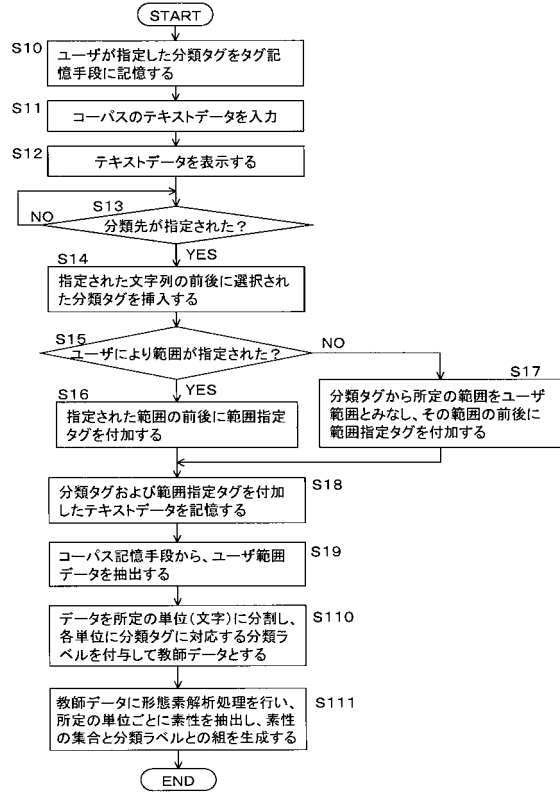 START
S10
ユーザが指定した分類タグをタグ記
憶手段に記憶する
S11
コーパスのテキストデータを入力
S12
テキストデータを表示する
S13
NO
分類先が指定された?
YES
S14
指定された文字列の前後に選択され
た分類タグを挿入する
S15
ユーザにより範囲が指定された?
NO
YES
S16
指定された範囲の前後に範囲指定
タグを付加する
S17
分類タグから所定の範囲をユーザ
範囲とみなし、その範囲の前後に
範囲指定タグを付加する
S18
分類タグおよび範囲指定タグを付加
したテキストデータを記憶する
S19
コーパス記憶手段から、ユーザ範囲
データを抽出する
S110
データを所定の単位(文字)に分割し、
各単位に分類タグに対応する分類ラ
ベルを付与して教師データとする
S111
教師データに形態素解析処理を行い、
所定の単位ごとに素性を抽出し、素性
の集合と分類ラベルとの組を生成する
END